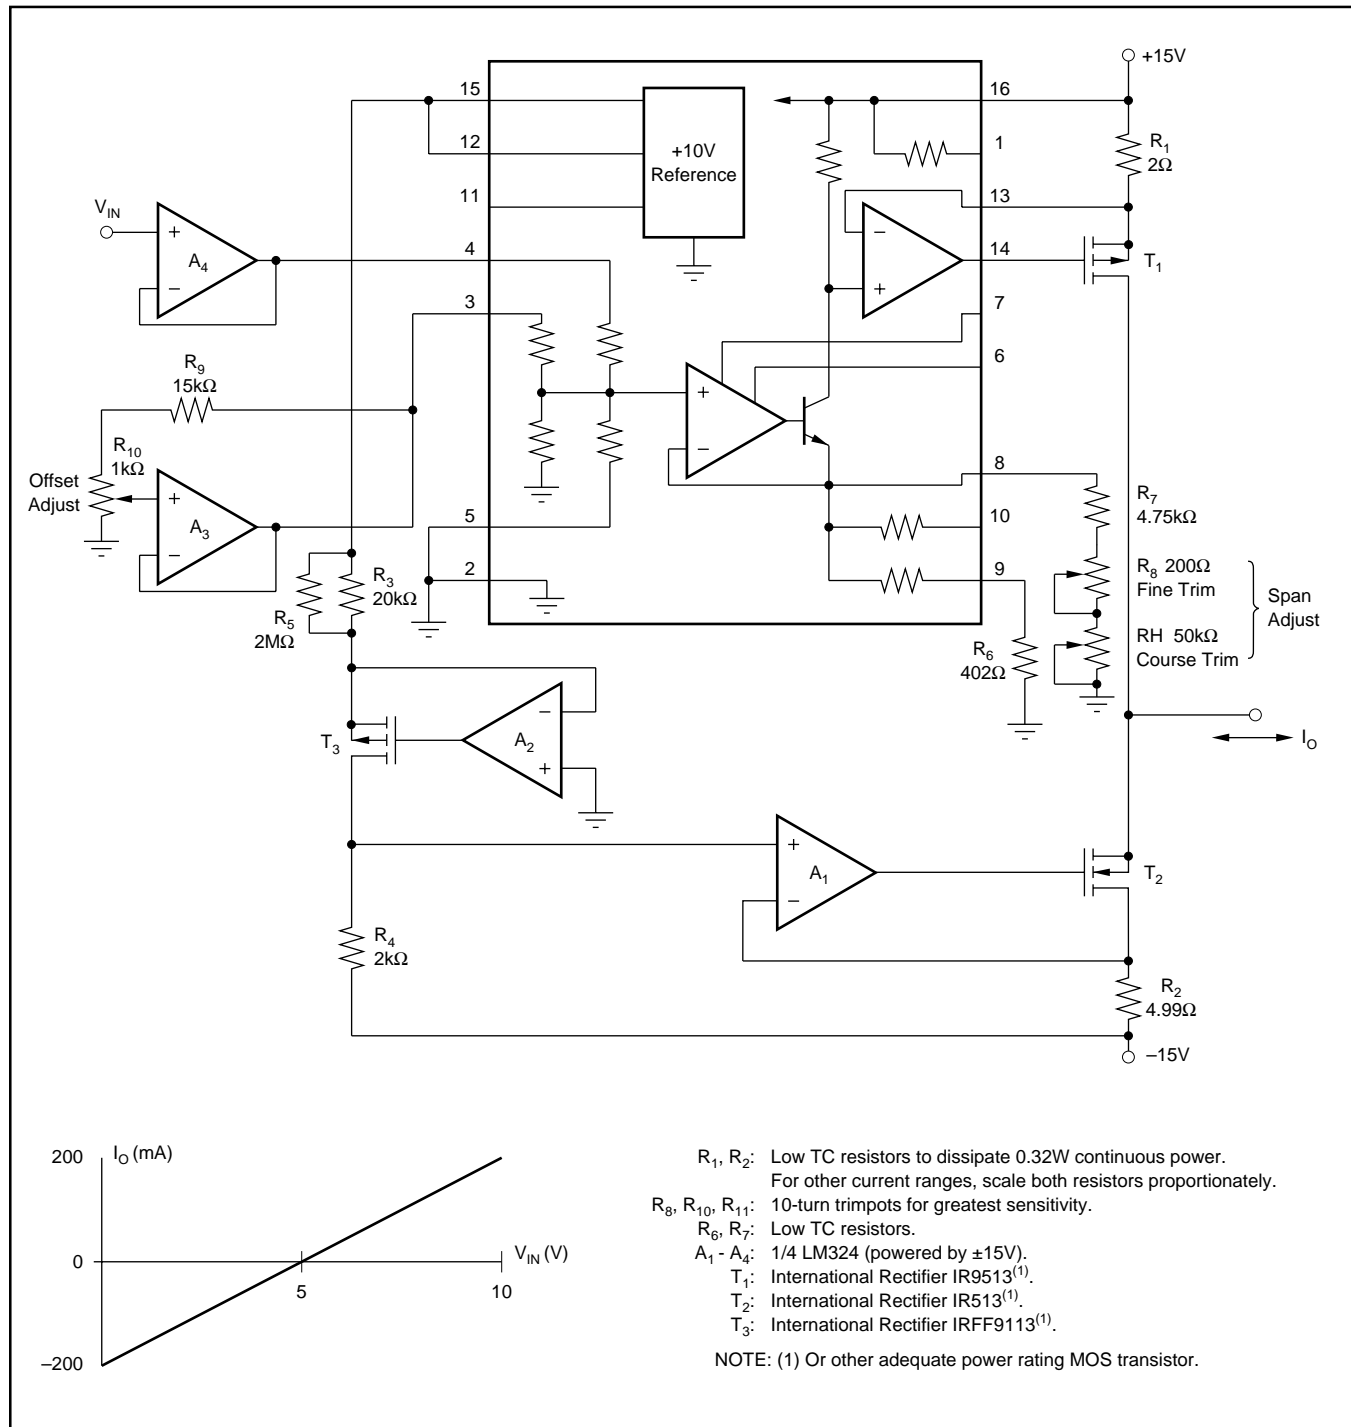 +15V
15
16
12
+10V
Reference
1
R1
2Ω
11
13
VIN
+
–
A4
4
–
+
14
T1
3
7
6
R9
15kΩ
+
–
R10
1kΩ
Offset
Adjust
+
–
A3
8
R7
4.75kΩ
5
10
R8 200Ω
Fine Trim
2
9
R3
20kΩ
R5
2MΩ
Span
Adjust
RH 50kΩ
Course Trim
R6
402Ω
T3
–
+
A2
IO
+
–
A1
T2
R4
2kΩ
R2
4.99Ω
–15V
200
IO (mA)
0
VIN (V)
5
10
–200
R1, R2: Low TC resistors to dissipate 0.32W continuous power.
For other current ranges, scale both resistors proportionately.
R8, R10, R11: 10-turn trimpots for greatest sensitivity.
R6, R7: Low TC resistors.
A1 - A4: 1/4 LM324 (powered by ±15V).
T1: International Rectifier IR9513(1).
T2: International Rectifier IR513(1).
T3: International Rectifier IRFF9113(1).
NOTE: (1) Or other adequate power rating MOS transistor.